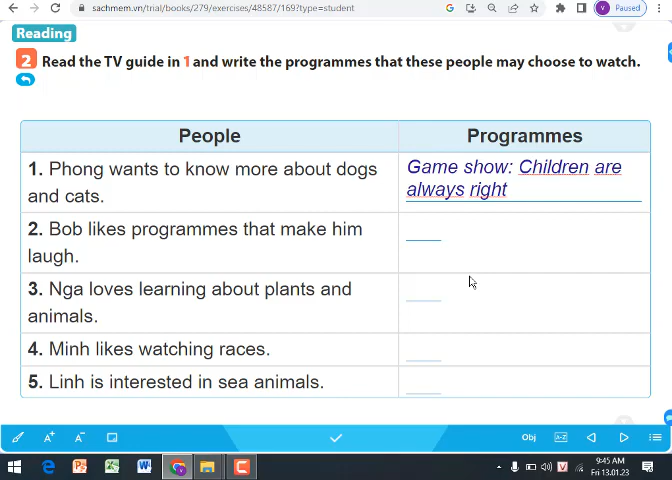 sachmem.vn/trial/books/279/exercises/48587/169?type=student
V
Paused
Reading
2 Read the TV guide in 1 and write the programmes that these people may choose to watch.
People
Programmes
1. Phong wants to know more about dogs
and cats.
Game show: Children are
always right
2. Bob likes programmes that make him
laugh.
3. Nga loves learning about plants and
animals.
4. Minh likes watching races.
5. Linh is interested in sea animals.
A+
A-
Obj
A-Z
V
9:45 AM
Fri 13.01.23